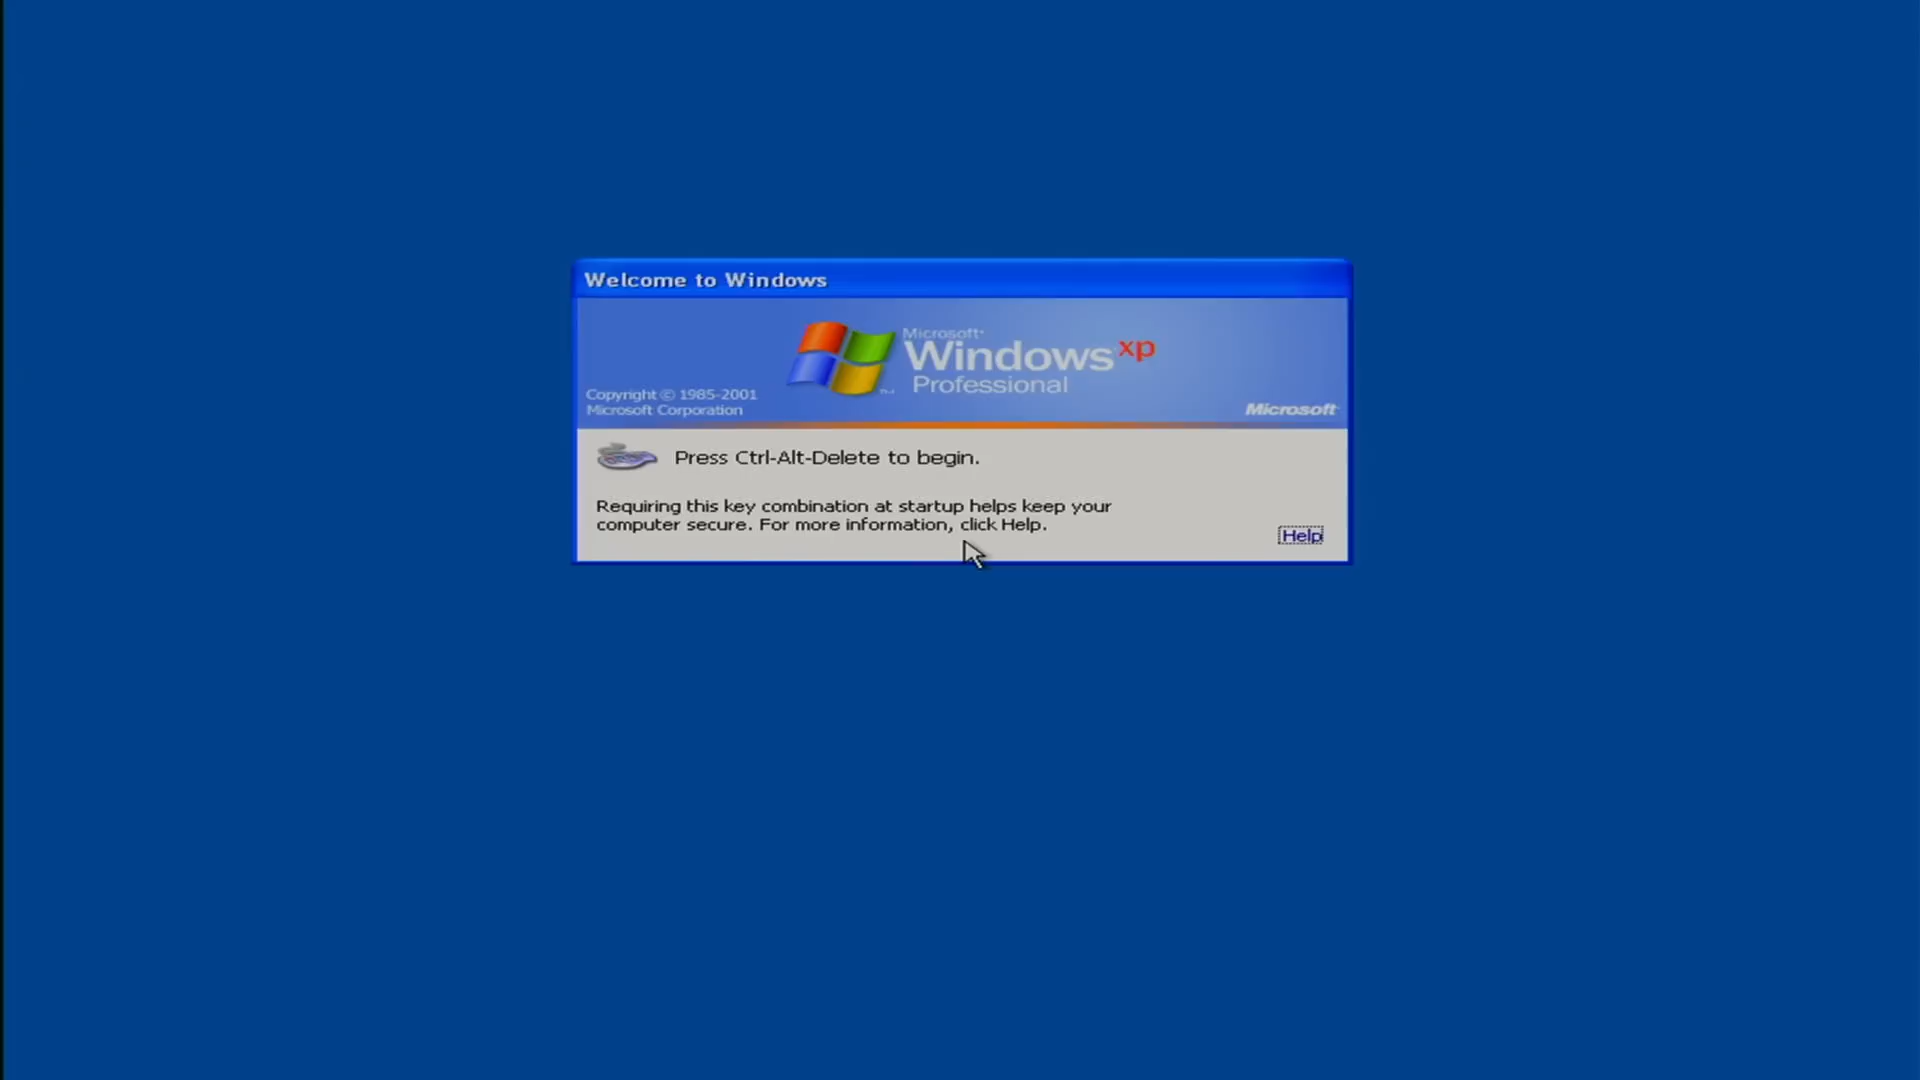 Welcome to Windows
Microsoft®
Windows xp
Professional
Copyright © 1985-2001
Microsoft Corporation
Microsoft
Press Ctrl-Alt-Delete to begin.
Requiring this key combination at startup helps keep your
computer secure. For more information, click Help.
Help